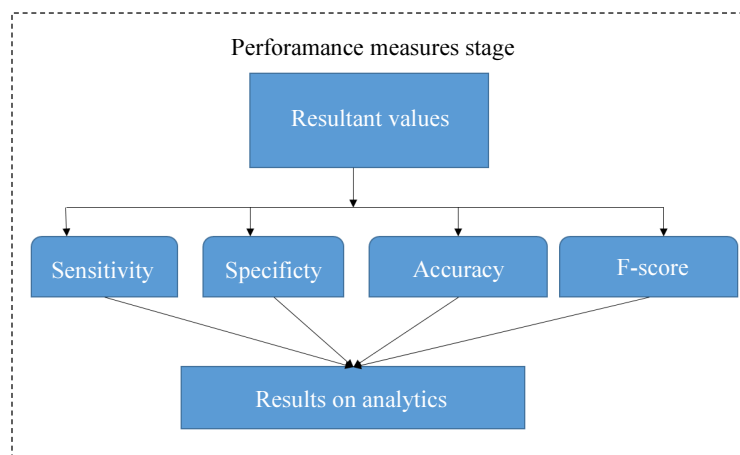 Perforamance measures stage
Resultant values
Sensitivity
Specificty
Accuracy
F-score
Results on analytics